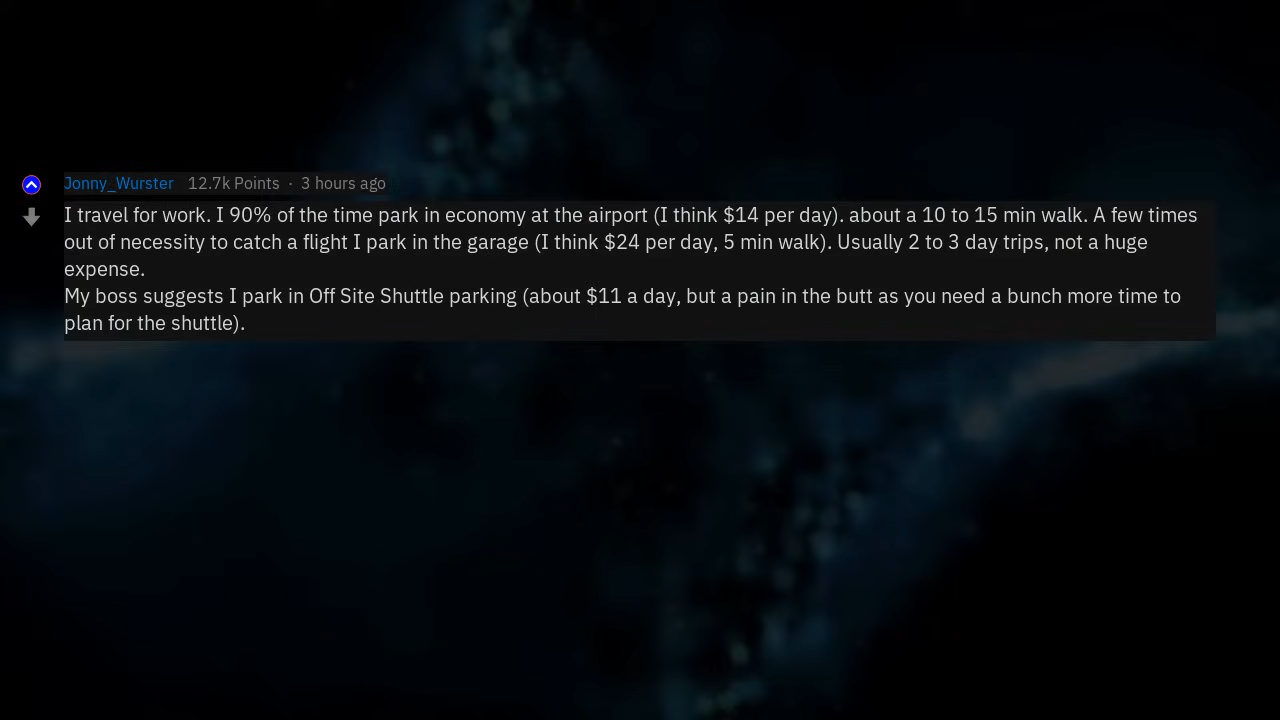 Jonny_Wurster 12.7k Points · 3 hours ago
I travel for work. I 90% of the time park in economy at the airport (I think $14 per day). about a 10 to 15 min walk. A few times
out of necessity to catch a flight I park in the garage (I think $24 per day, 5 min walk). Usually 2 to 3 day trips, not a huge
expense.
My boss suggests I park in Off Site Shuttle parking (about $11 a day, but a pain in the butt as you need a bunch more time to
plan for the shuttle).